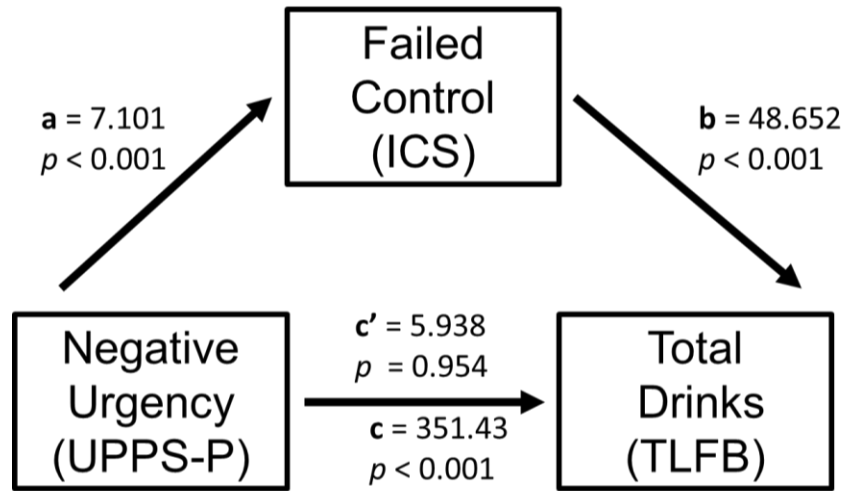 Failed
Control
(ICS)
a = 7.101
p < 0.001
b = 48.652
p < 0.001
Negative
Urgency
(UPPS-P)
c’ = 5.938
p = 0.954
c = 351.43
p < 0.001
Total
Drinks
(TLFB)